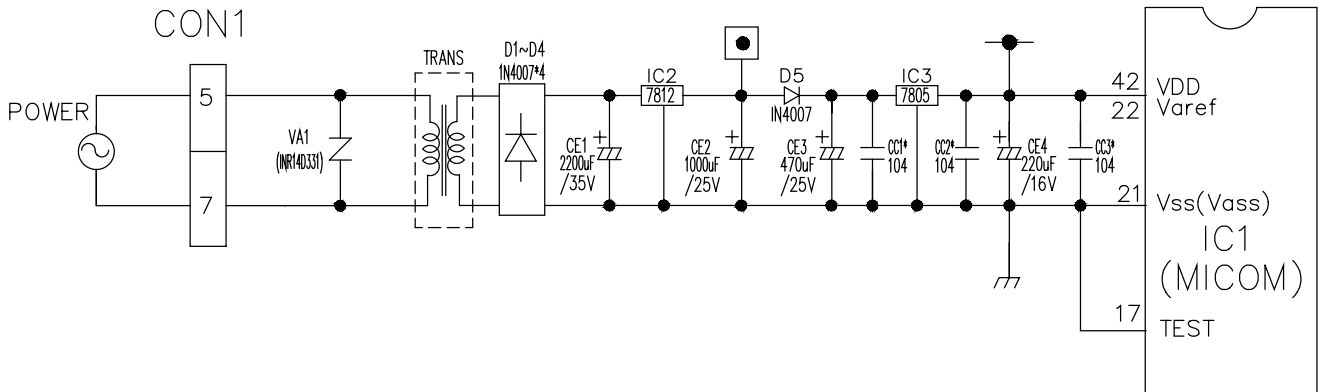 CON1
POWER
5
7
VA1
(INR14D331)
TRANS
D1~D4
1N4007*4
CE1
2200uF
/35V
IC2
7812
CE2
1000uF
/25V
D5
IN4007
CE3
470uF
/25V
CC1*
104
IC3
7805
CC2*
104
CE4
220uF
/16V
CC3*
104
42 VDD
22 Varef
21 Vss(Vass)
IC1
(MICOM)
17 TEST